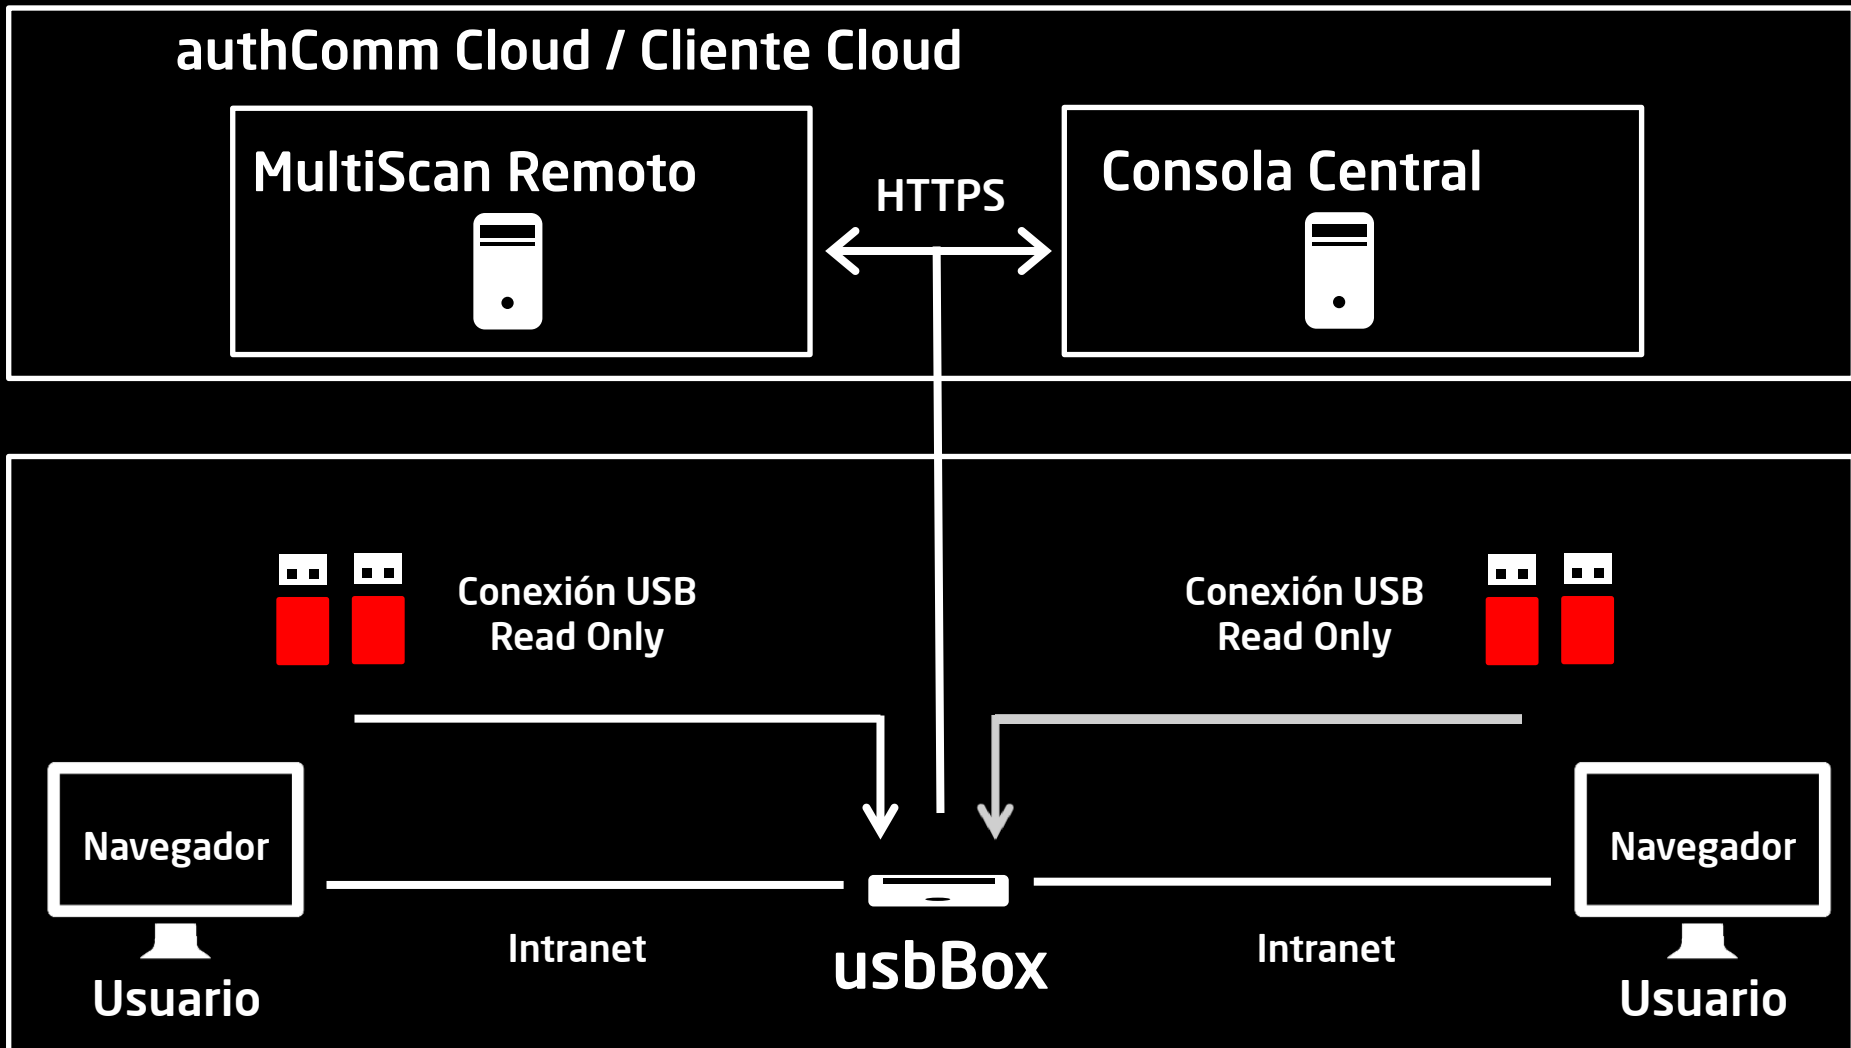 authComm Cloud / Cliente Cloud
MultiScan Remoto
HTTPS
Consola Central
Conexión USB
Read Only
Conexión USB
Read Only
Navegador
Navegador
Intranet
usbBox
Intranet
Usuario
Usuario